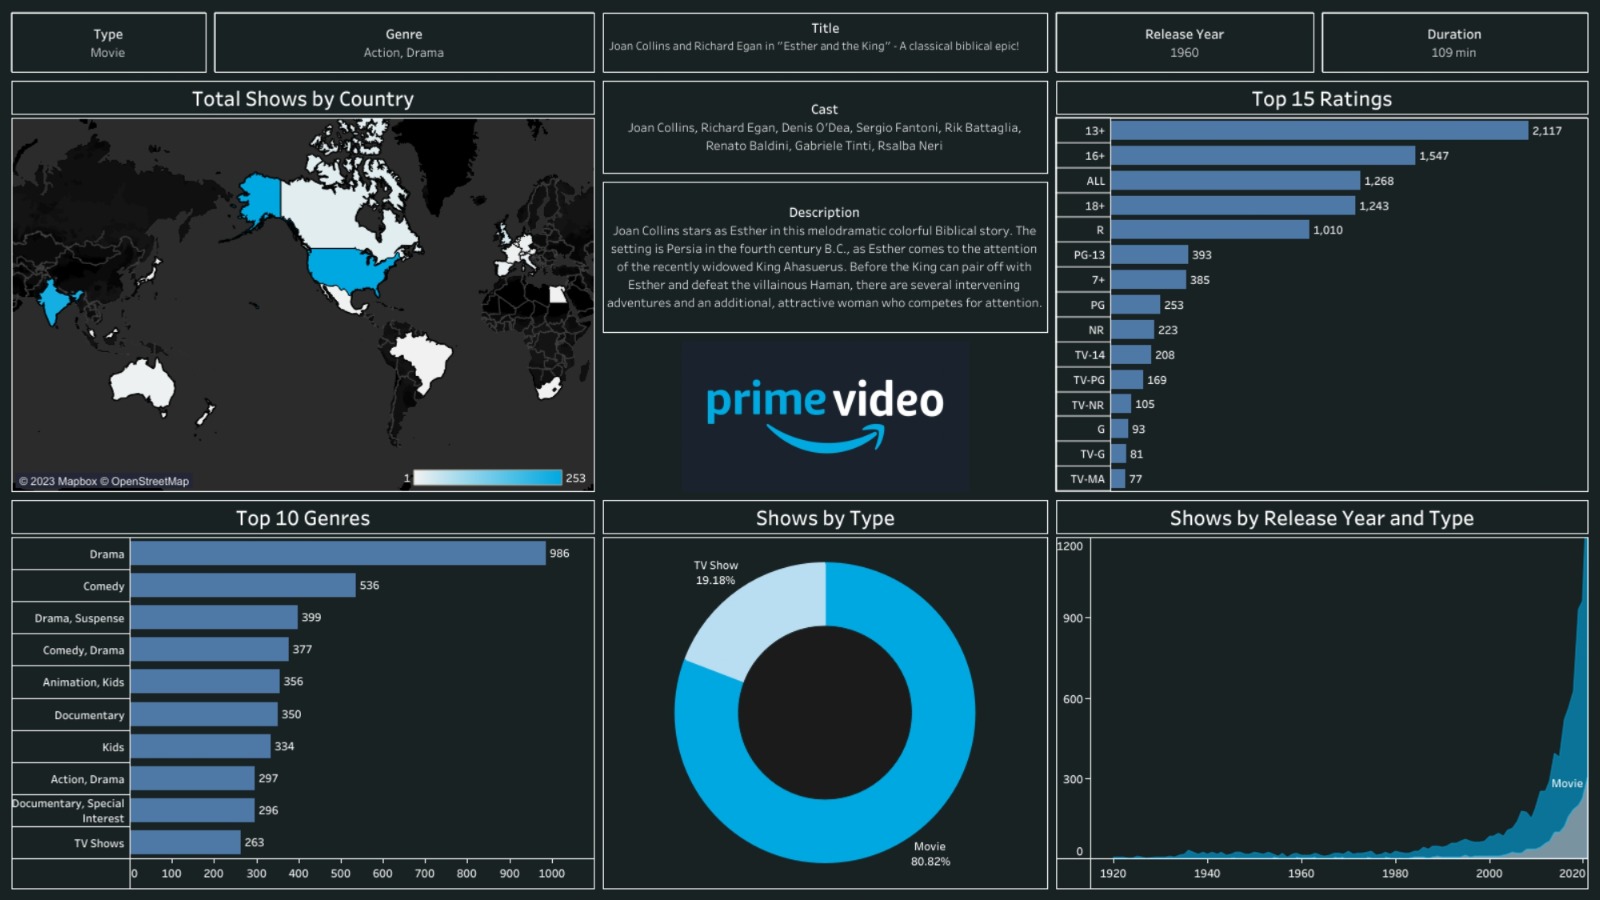 Type
Movie
Genre
Action, Drama
Title
Joan Collins and Richard Egan in "Esther and the King" - A classical biblical epic!
Release Year
1960
Duration
109 min
Total Shows by Country
© 2023 Mapbox © OpenStreetMap
1
253
Cast
Joan Collins, Richard Egan, Denis O'Dea, Sergio Fantoni, Rik Battaglia,
Renato Baldini, Gabriele Tinti, Rsalba Neri
Description
Joan Collins stars as Esther in this melodramatic colorful Biblical story. The
setting is Persia in the fourth century B.C., as Esther comes to the attention
of the recently widowed King Ahasuerus. Before the King can pair off with
Esther and defeat the villainous Haman, there are several intervening
adventures and an additional, attractive woman who competes for attention.
prime video
Top 15 Ratings
13+ 2,117
16+ 1,547
ALL 1,268
18+ 1,243
R 1,010
PG-13 393
7+ 385
PG 253
NR 223
TV-14 208
TV-PG 169
TV-NR 105
G 93
TV-G 81
TV-MA 77
Top 10 Genres
Drama 986
Comedy 536
Drama, Suspense 399
Comedy, Drama 377
Animation, Kids 356
Documentary 350
Kids 334
Action, Drama 297
Documentary, Special
Interest 296
TV Shows 263
0 100 200 300 400 500 600 700 800 900 1000
Shows by Type
TV Show
19.18%
Movie
80.82%
Shows by Release Year and Type
1200
900
600
300
0
Movie
1920 1940 1960 1980 2000 2020